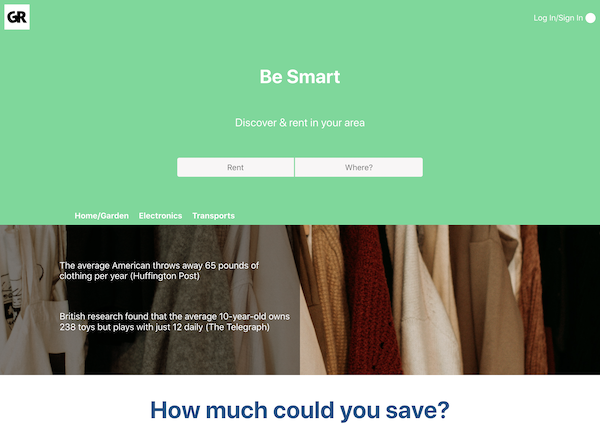 GR
Log In/Sign In
Be Smart
Discover & rent in your area
Rent
Where?
Home/Garden
Electronics
Transports
The average American throws away 65 pounds of
clothing per year (Huffington Post)
British research found that the average 10-year-old owns
238 toys but plays with just 12 daily (The Telegraph)
How much could you save?